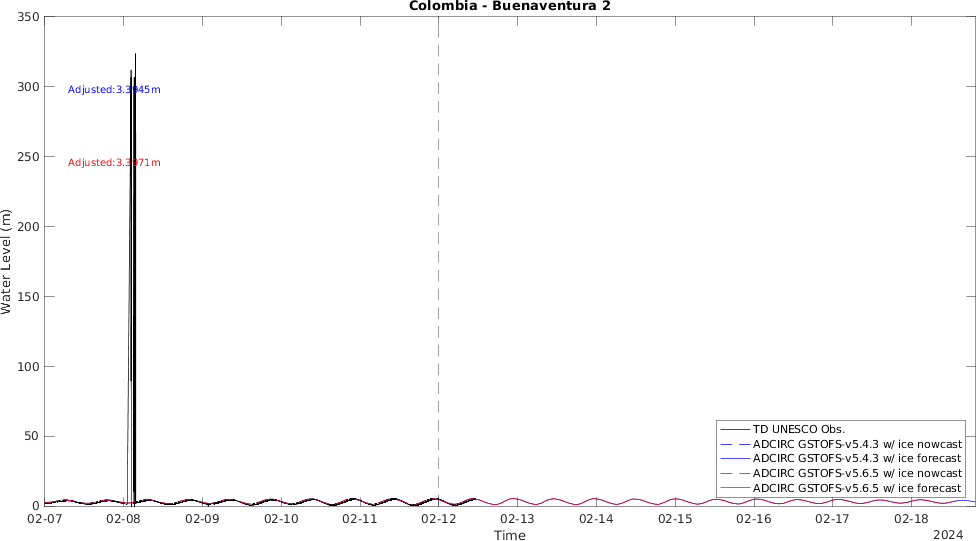 Colombia - Buenaventura 2
350
300
250
200
150
100
50
0
Water Level (m)
Adjusted:3.3945m
Adjusted:3.3971m
TD UNESCO Obs.
ADCIRC GSTOFS-v5.4.3 w/ ice nowcast
ADCIRC GSTOFS-v5.4.3 w/ ice forecast
ADCIRC GSTOFS-v5.6.5 w/ ice nowcast
ADCIRC GSTOFS-v5.6.5 w/ ice forecast
02-07 02-08 02-09 02-10 02-11 02-12 02-13 02-14 02-15 02-16 02-17 02-18
Time
2024